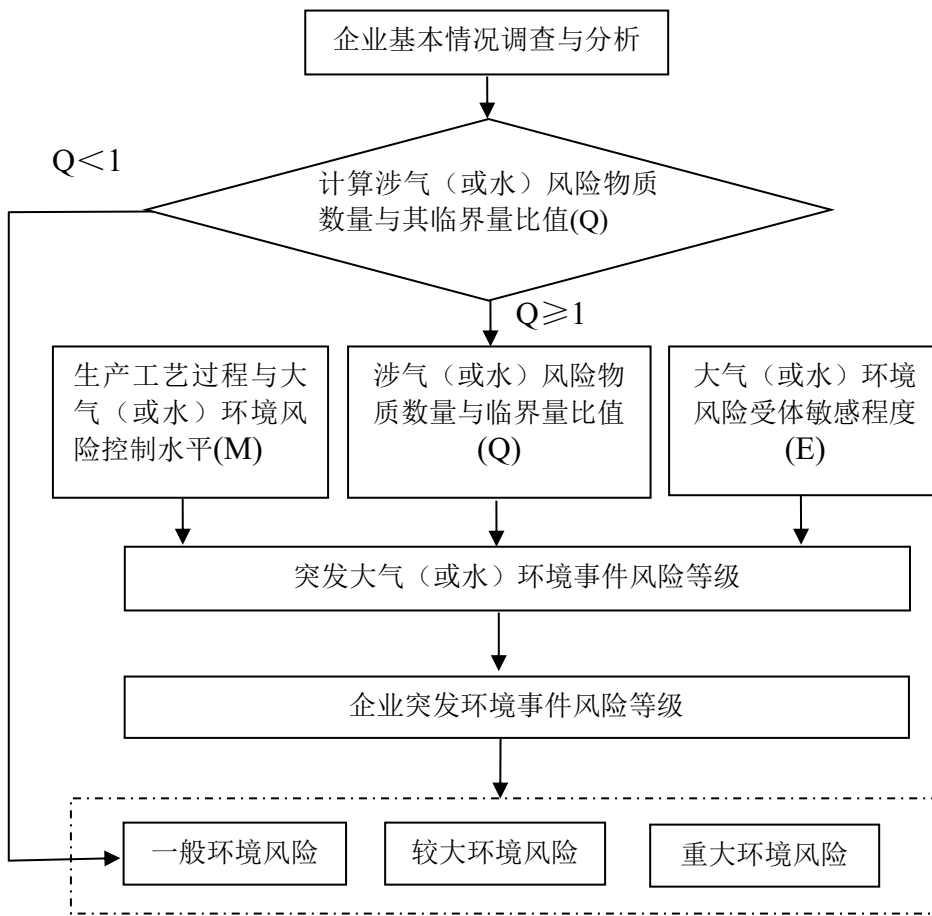 企业基本情况调查与分析
Q＜1
计算涉气（或水）风险物质
数量与其临界量比值(Q)
Q≥1
生产工艺过程与大
气（或水）环境风
险控制水平(M)
涉气（或水）风险物
质数量与临界量比值
(Q)
大气（或水）环境
风险受体敏感程度
(E)
突发大气（或水）环境事件风险等级
企业突发环境事件风险等级
一般环境风险
较大环境风险
重大环境风险